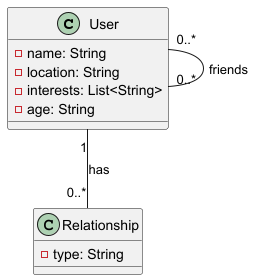 C User
name: String
location: String
interests: List<String>
age: String
0..*
0..*
friends
1
has
0..*
C Relationship
type: String